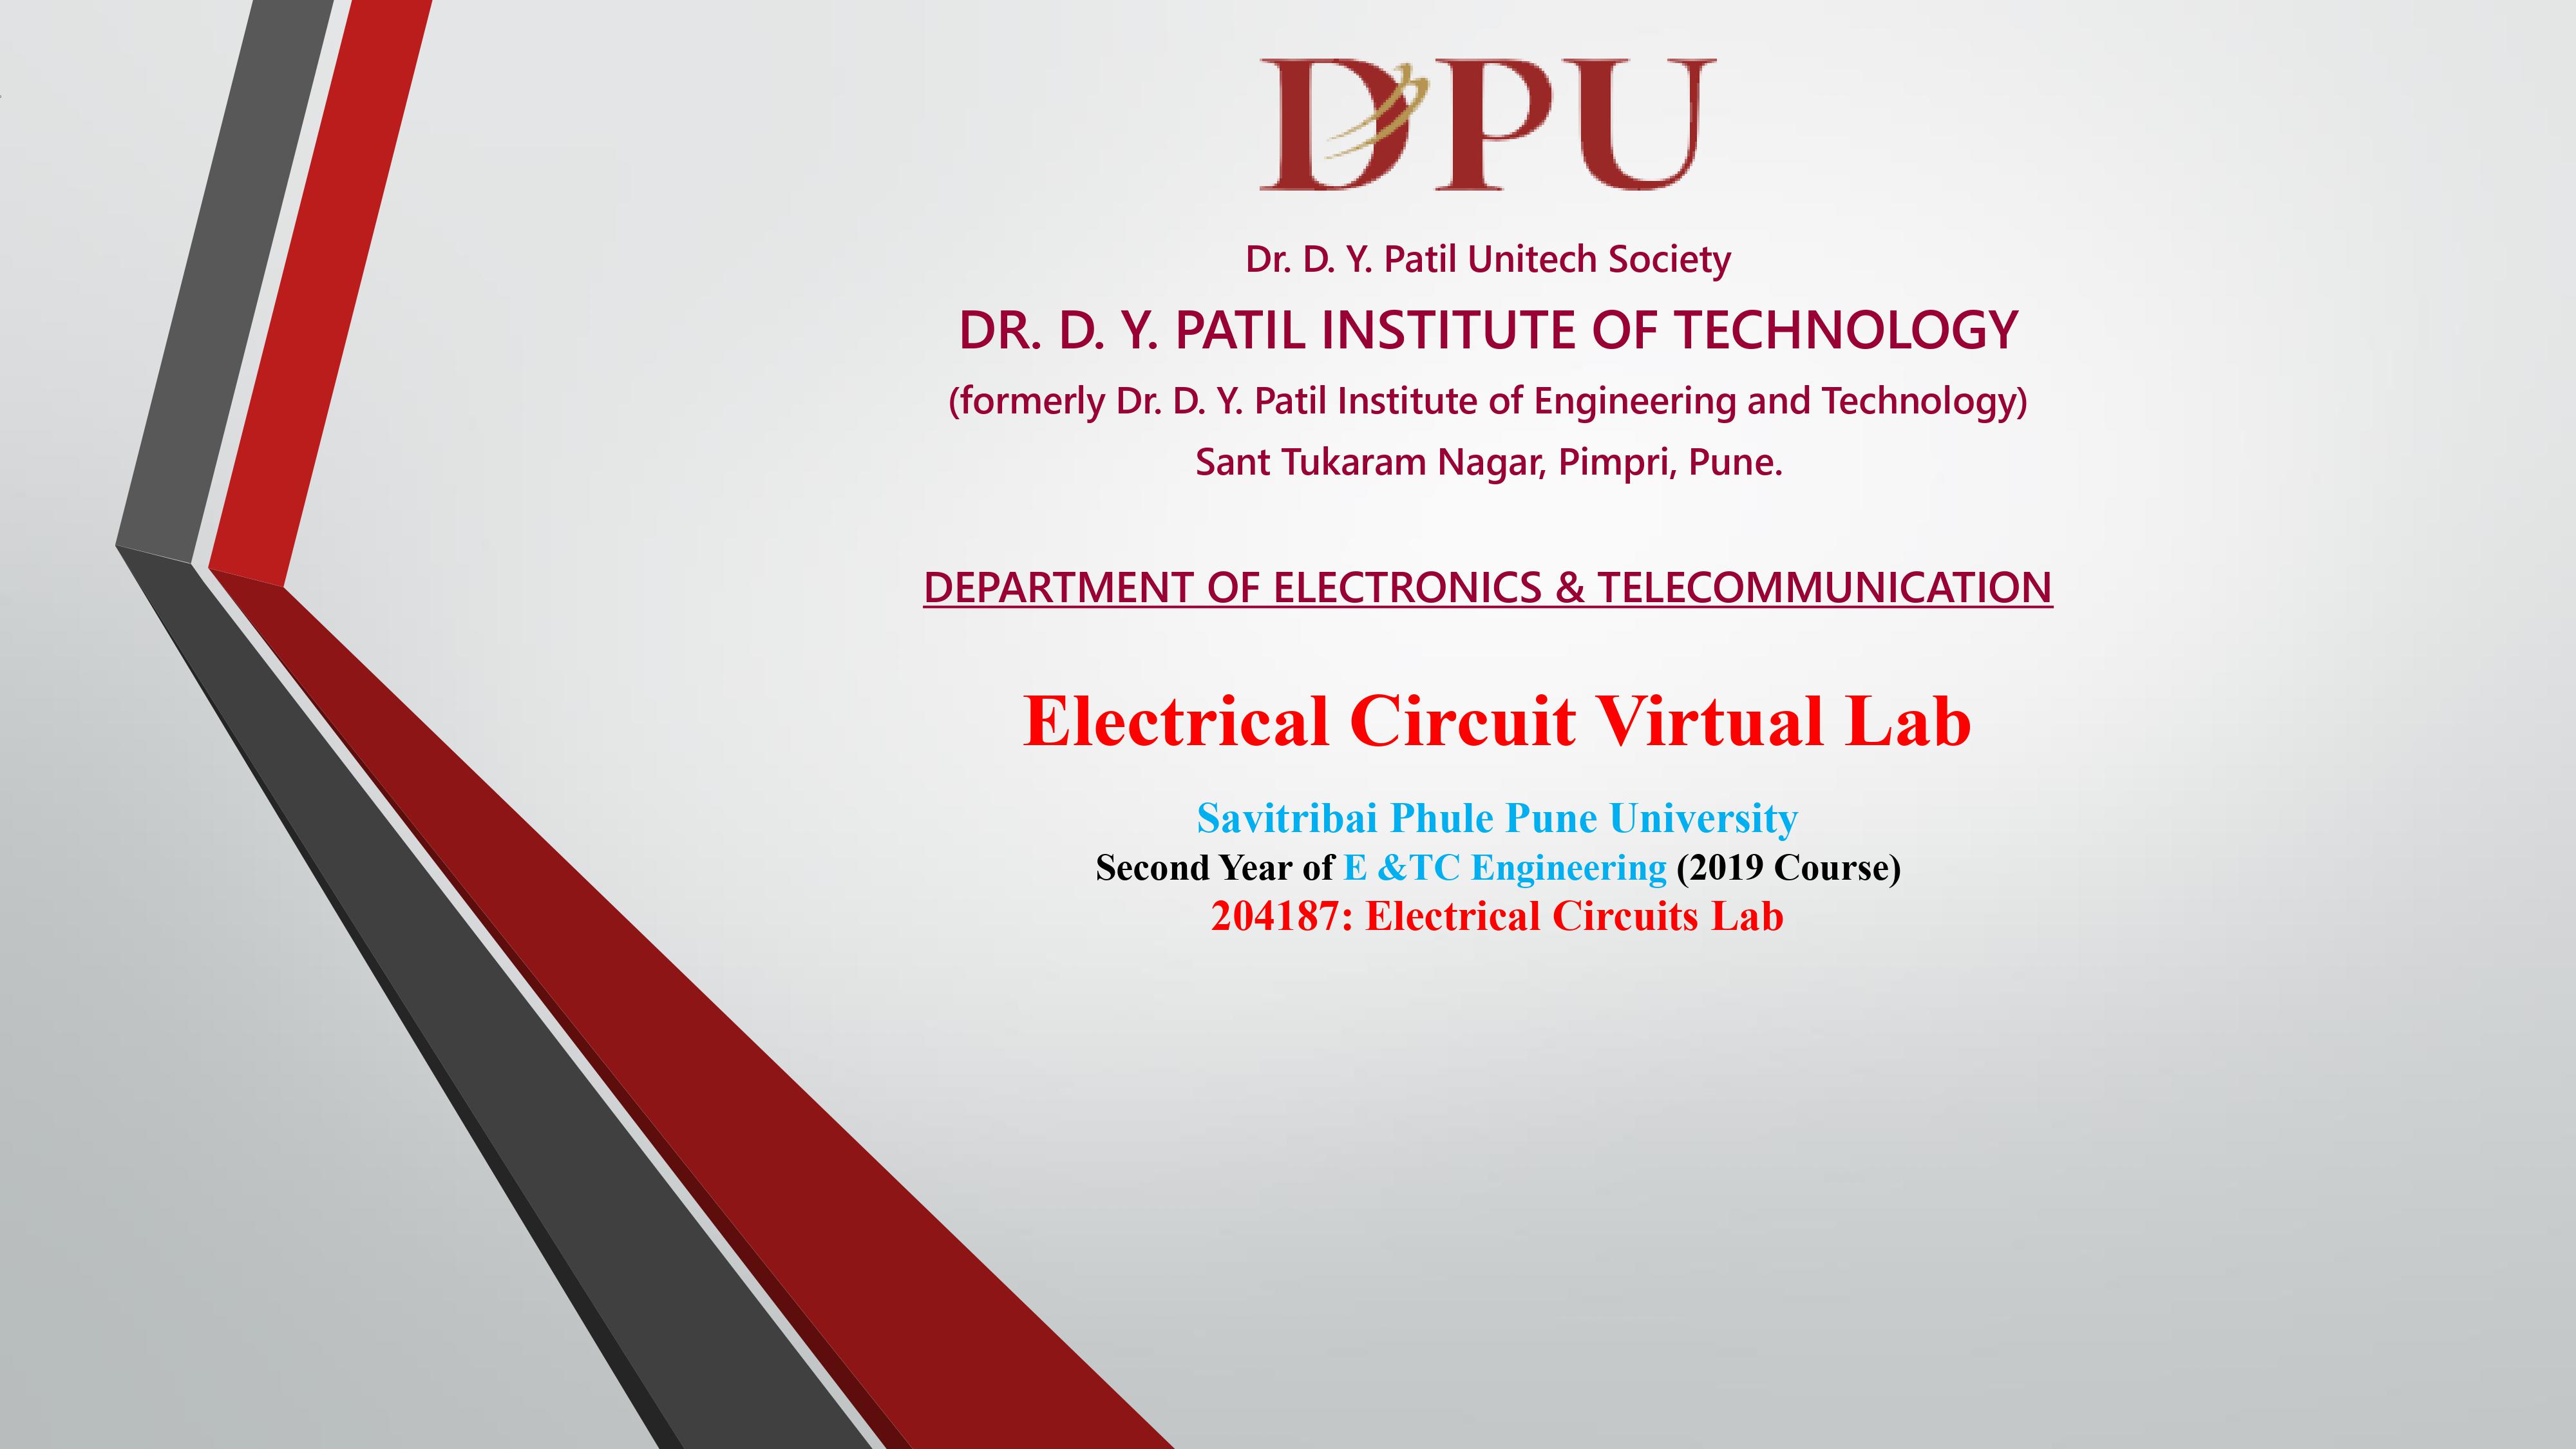 DPU
Dr. D. Y. Patil Unitech Society
DR. D. Y. PATIL INSTITUTE OF TECHNOLOGY
(formerly Dr. D. Y. Patil Institute of Engineering and Technology)
Sant Tukaram Nagar, Pimpri, Pune.
DEPARTMENT OF ELECTRONICS & TELECOMMUNICATION
Electrical Circuit Virtual Lab
Savitribai Phule Pune University
Second Year of E &TC Engineering (2019 Course)
204187: Electrical Circuits Lab